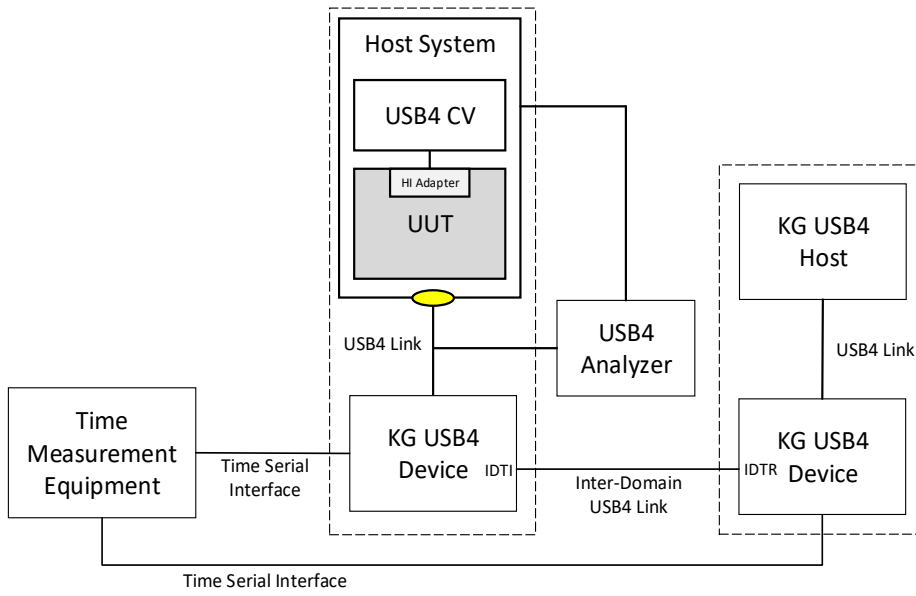 Host System
USB4 CV
HI Adapter
UUT
KG USB4
Host
USB4 Link
USB4
Analyzer
USB4 Link
Time
Measurement
Equipment
Time Serial
Interface
KG USB4
Device
IDTI
Inter-Domain
USB4 Link
IDTR
KG USB4
Device
Time Serial Interface